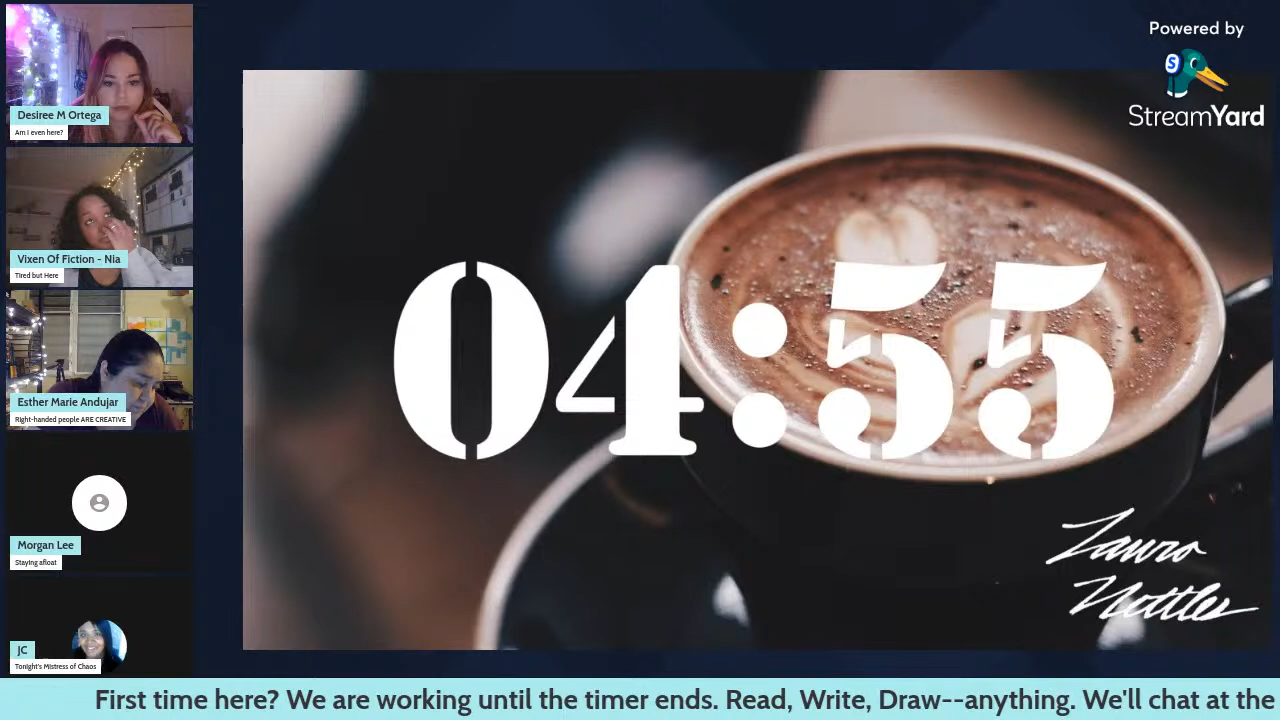 Desiree M Ortega
Am I even here?
Vixen Of Fiction - Nia
Tired but Here
Esther Marie Andujar
Right-handed people ARE CREATIVE
Morgan Lee
Staying afloat
JC
Tonight's Mistress of Chaos
04:55
Powered by
S
StreamYard
First time here? We are working until the timer ends. Read, Write, Draw--anything. We'll chat at the